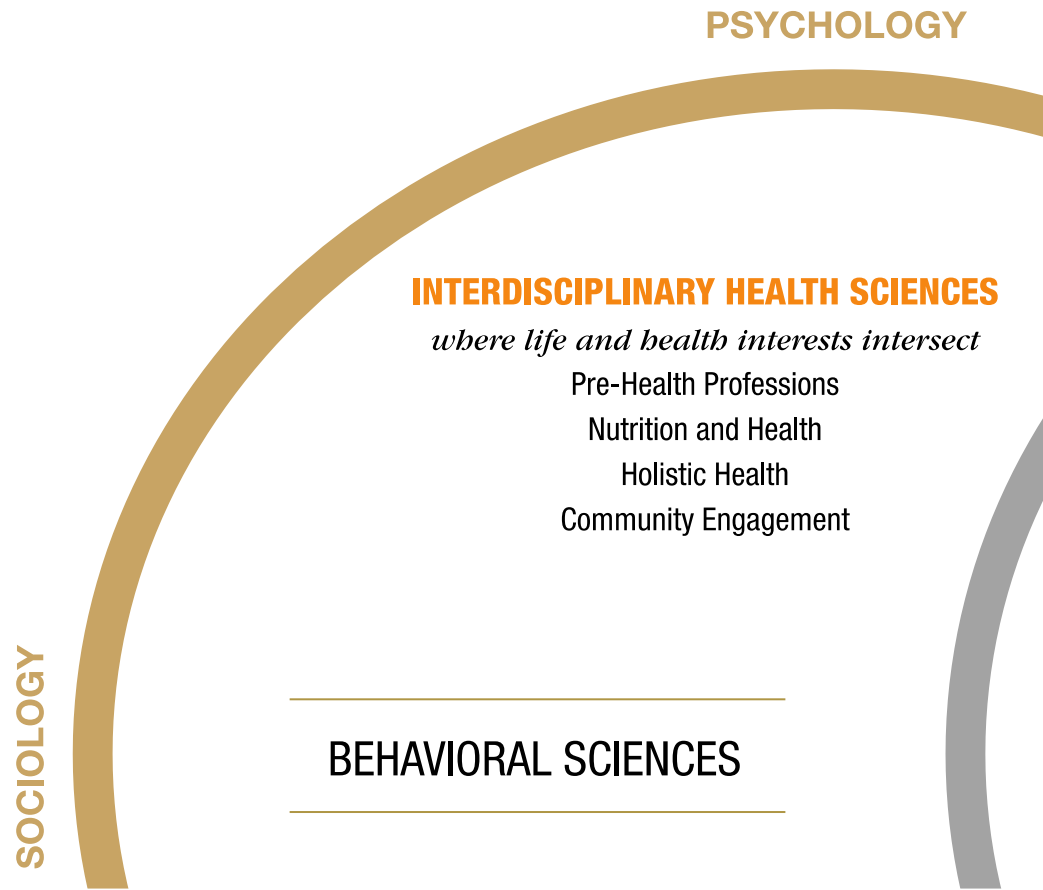 PSYCHOLOGY
INTERDISCIPLINARY HEALTH SCIENCES
where life and health interests intersect
Pre-Health Professions
Nutrition and Health
Holistic Health
Community Engagement
SOCIOLOGY
BEHAVIORAL SCIENCES